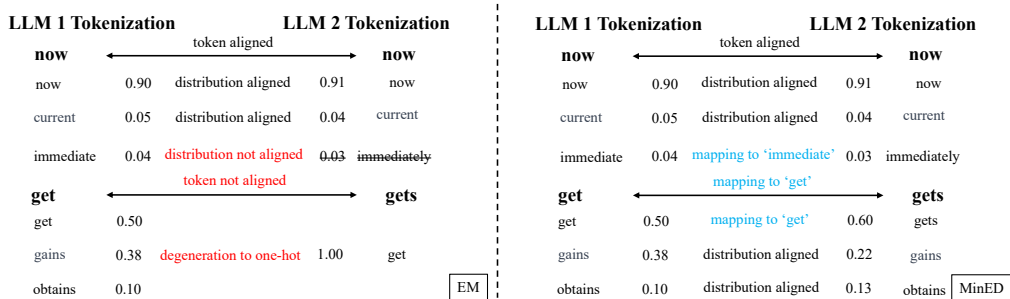 LLM 1 Tokenization LLM 2 Tokenization
token aligned
now now
now 0.90 distribution aligned 0.91 now
current 0.05 distribution aligned 0.04 current
immediate 0.04 distribution not aligned 0.03 immediately
token not aligned
get gets
get 0.50
gains 0.38 degeneration to one-hot 1.00 get
obtains 0.10
EM
LLM 1 Tokenization LLM 2 Tokenization
token aligned
now now
now 0.90 distribution aligned 0.91 now
current 0.05 distribution aligned 0.04 current
immediate 0.04 mapping to ‘immediate’ 0.03 immediately
mapping to ‘get’
get gets
get 0.50 mapping to ‘get’ 0.60 gets
gains 0.38 distribution aligned 0.22 gains
obtains 0.10 distribution aligned 0.13 obtains
MinED